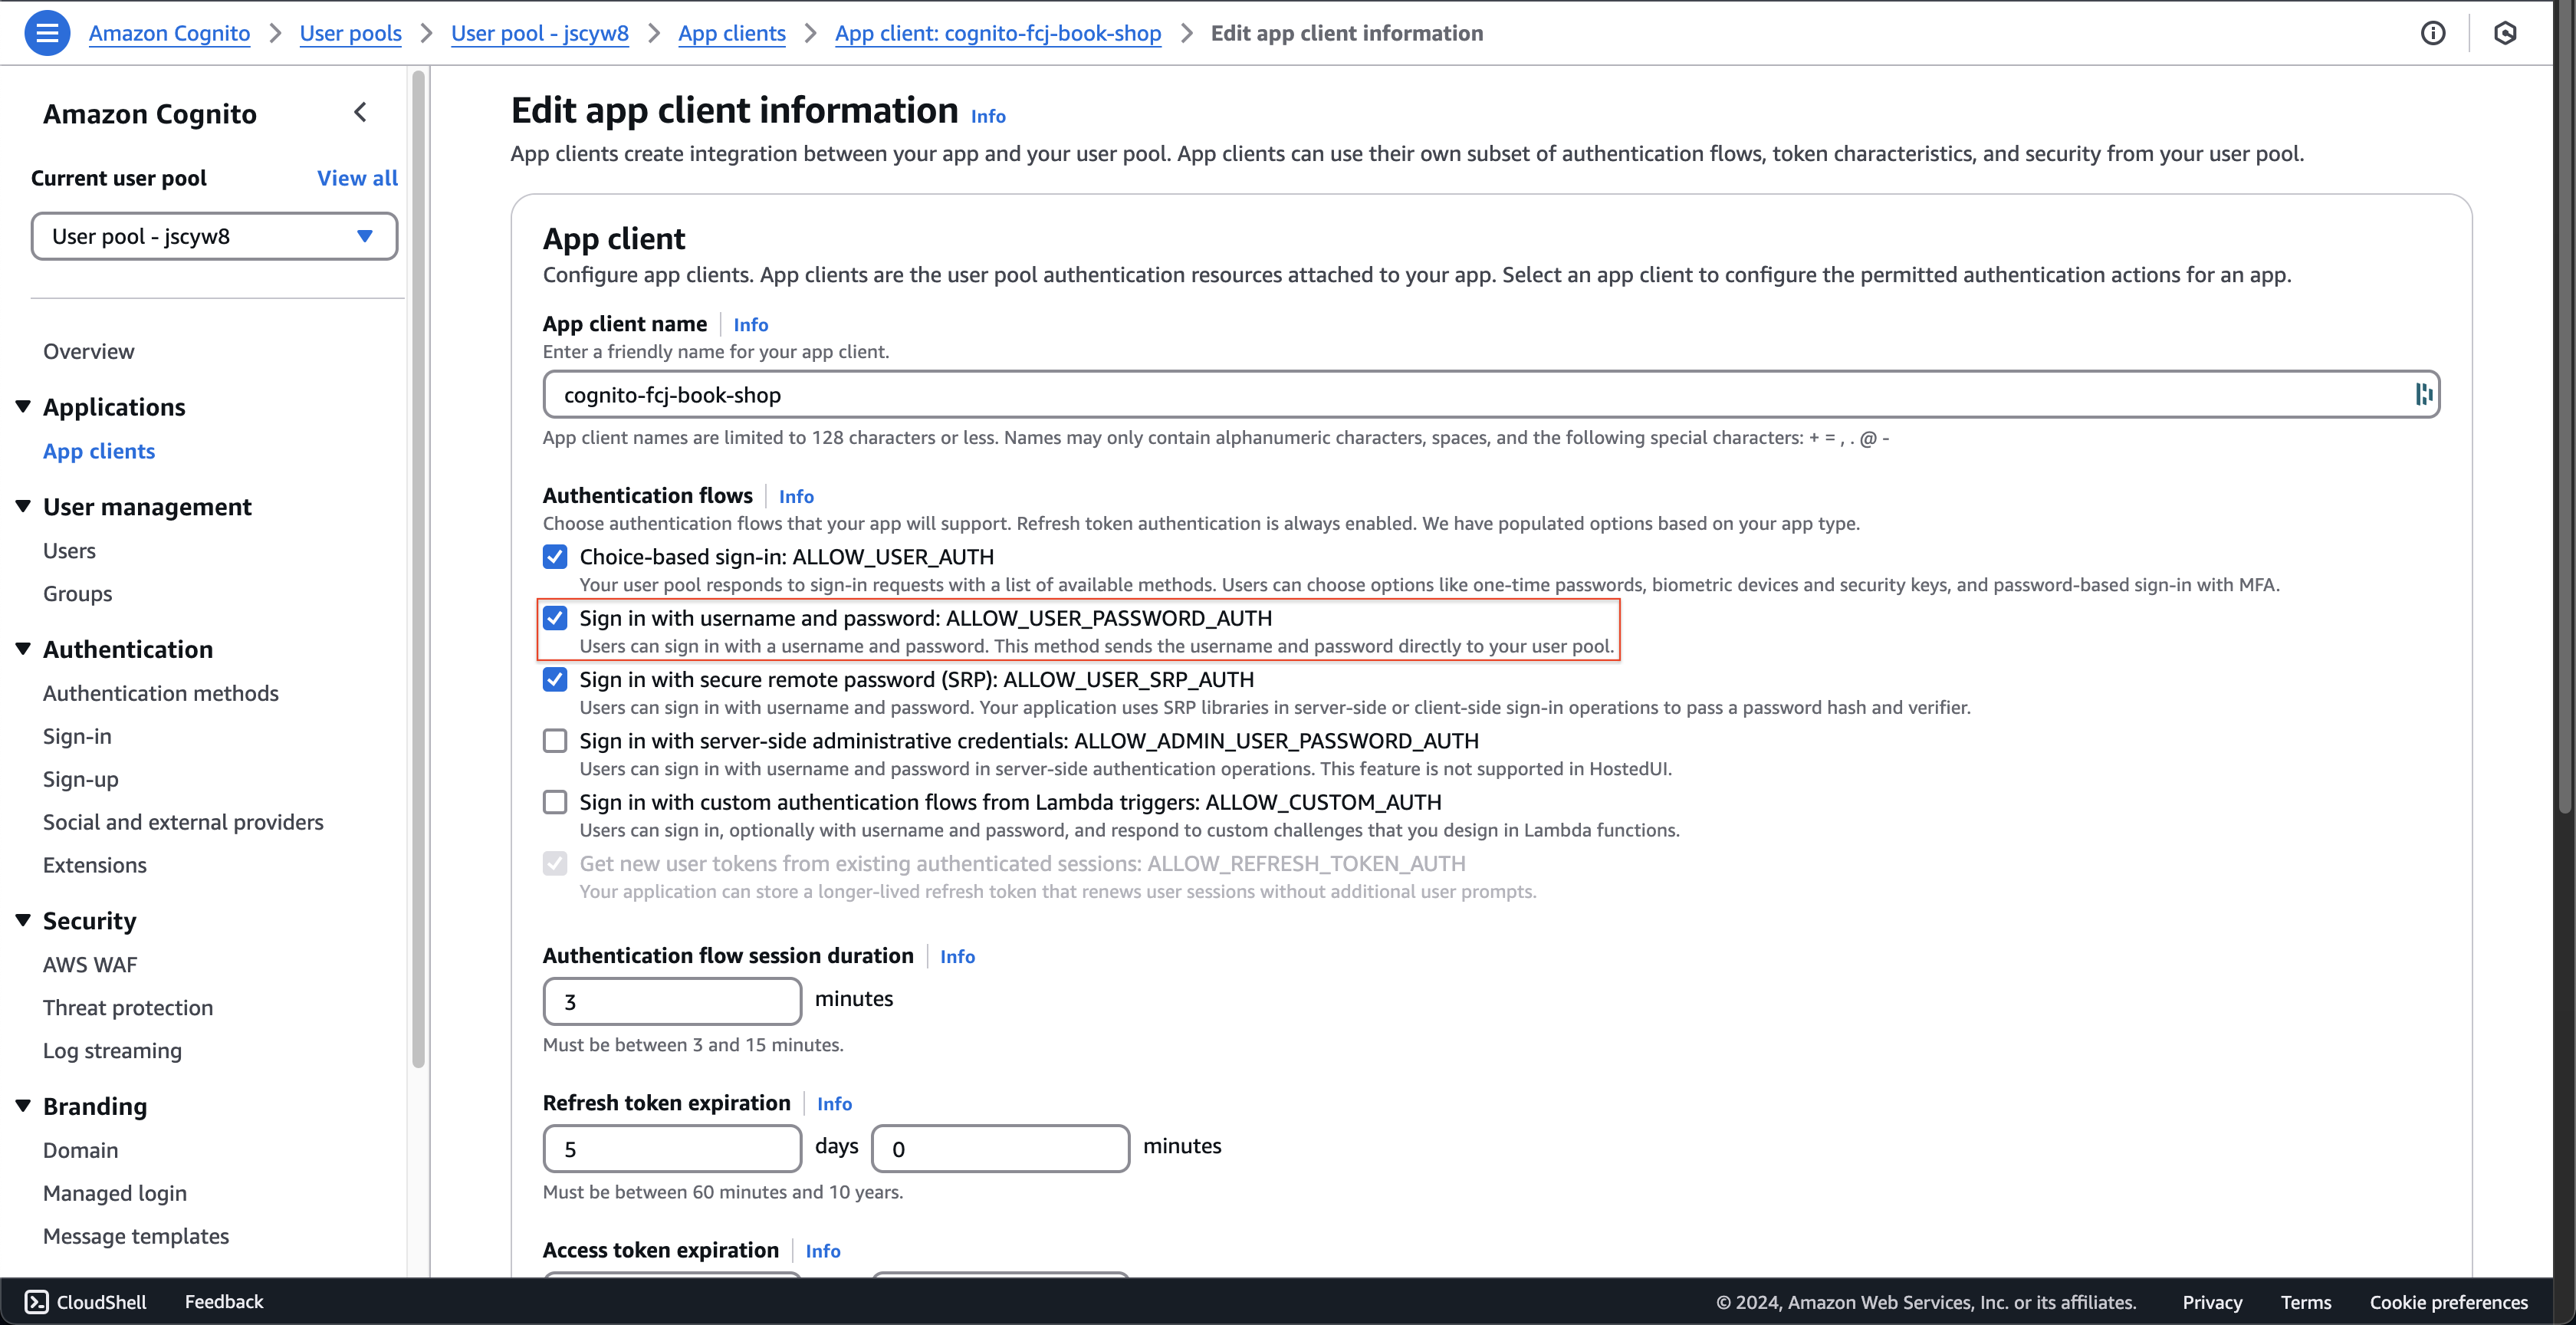 Amazon Cognito > User pools > User pool - jscyw8 > App clients > App client: cognito-fcj-book-shop > Edit app client information
Amazon Cognito
Current user pool View all
User pool - jscyw8
Overview
Applications
App clients
User management
Users
Groups
Authentication
Authentication methods
Sign-in
Sign-up
Social and external providers
Extensions
Security
AWS WAF
Threat protection
Log streaming
Branding
Domain
Managed login
Message templates
Edit app client information Info
App clients create integration between your app and your user pool. App clients can use their own subset of authentication flows, token characteristics, and security from your user pool.
App client
Configure app clients. App clients are the user pool authentication resources attached to your app. Select an app client to configure the permitted authentication actions for an app.
App client name Info
Enter a friendly name for your app client.
cognito-fcj-book-shop
App client names are limited to 128 characters or less. Names may only contain alphanumeric characters, spaces, and the following special characters: + = , . @ -
Authentication flows Info
Choose authentication flows that your app will support. Refresh token authentication is always enabled. We have populated options based on your app type.
Choice-based sign-in: ALLOW_USER_AUTH
Your user pool responds to sign-in requests with a list of available methods. Users can choose options like one-time passwords, biometric devices and security keys, and password-based sign-in with MFA.
Sign in with username and password: ALLOW_USER_PASSWORD_AUTH
Users can sign in with a username and password. This method sends the username and password directly to your user pool.
Sign in with secure remote password (SRP): ALLOW_USER_SRP_AUTH
Users can sign in with username and password. Your application uses SRP libraries in server-side or client-side sign-in operations to pass a password hash and verifier.
Sign in with server-side administrative credentials: ALLOW_ADMIN_USER_PASSWORD_AUTH
Users can sign in with username and password in server-side authentication operations. This feature is not supported in HostedUI.
Sign in with custom authentication flows from Lambda triggers: ALLOW_CUSTOM_AUTH
Users can sign in, optionally with username and password, and respond to custom challenges that you design in Lambda functions.
Get new user tokens from existing authenticated sessions: ALLOW_REFRESH_TOKEN_AUTH
Your application can store a longer-lived refresh token that renews user sessions without additional user prompts.
Authentication flow session duration Info
3 minutes
Must be between 3 and 15 minutes.
Refresh token expiration Info
5 days 0 minutes
Must be between 60 minutes and 10 years.
Access token expiration Info
CloudShell Feedback © 2024, Amazon Web Services, Inc. or its affiliates. Privacy Terms Cookie preferences